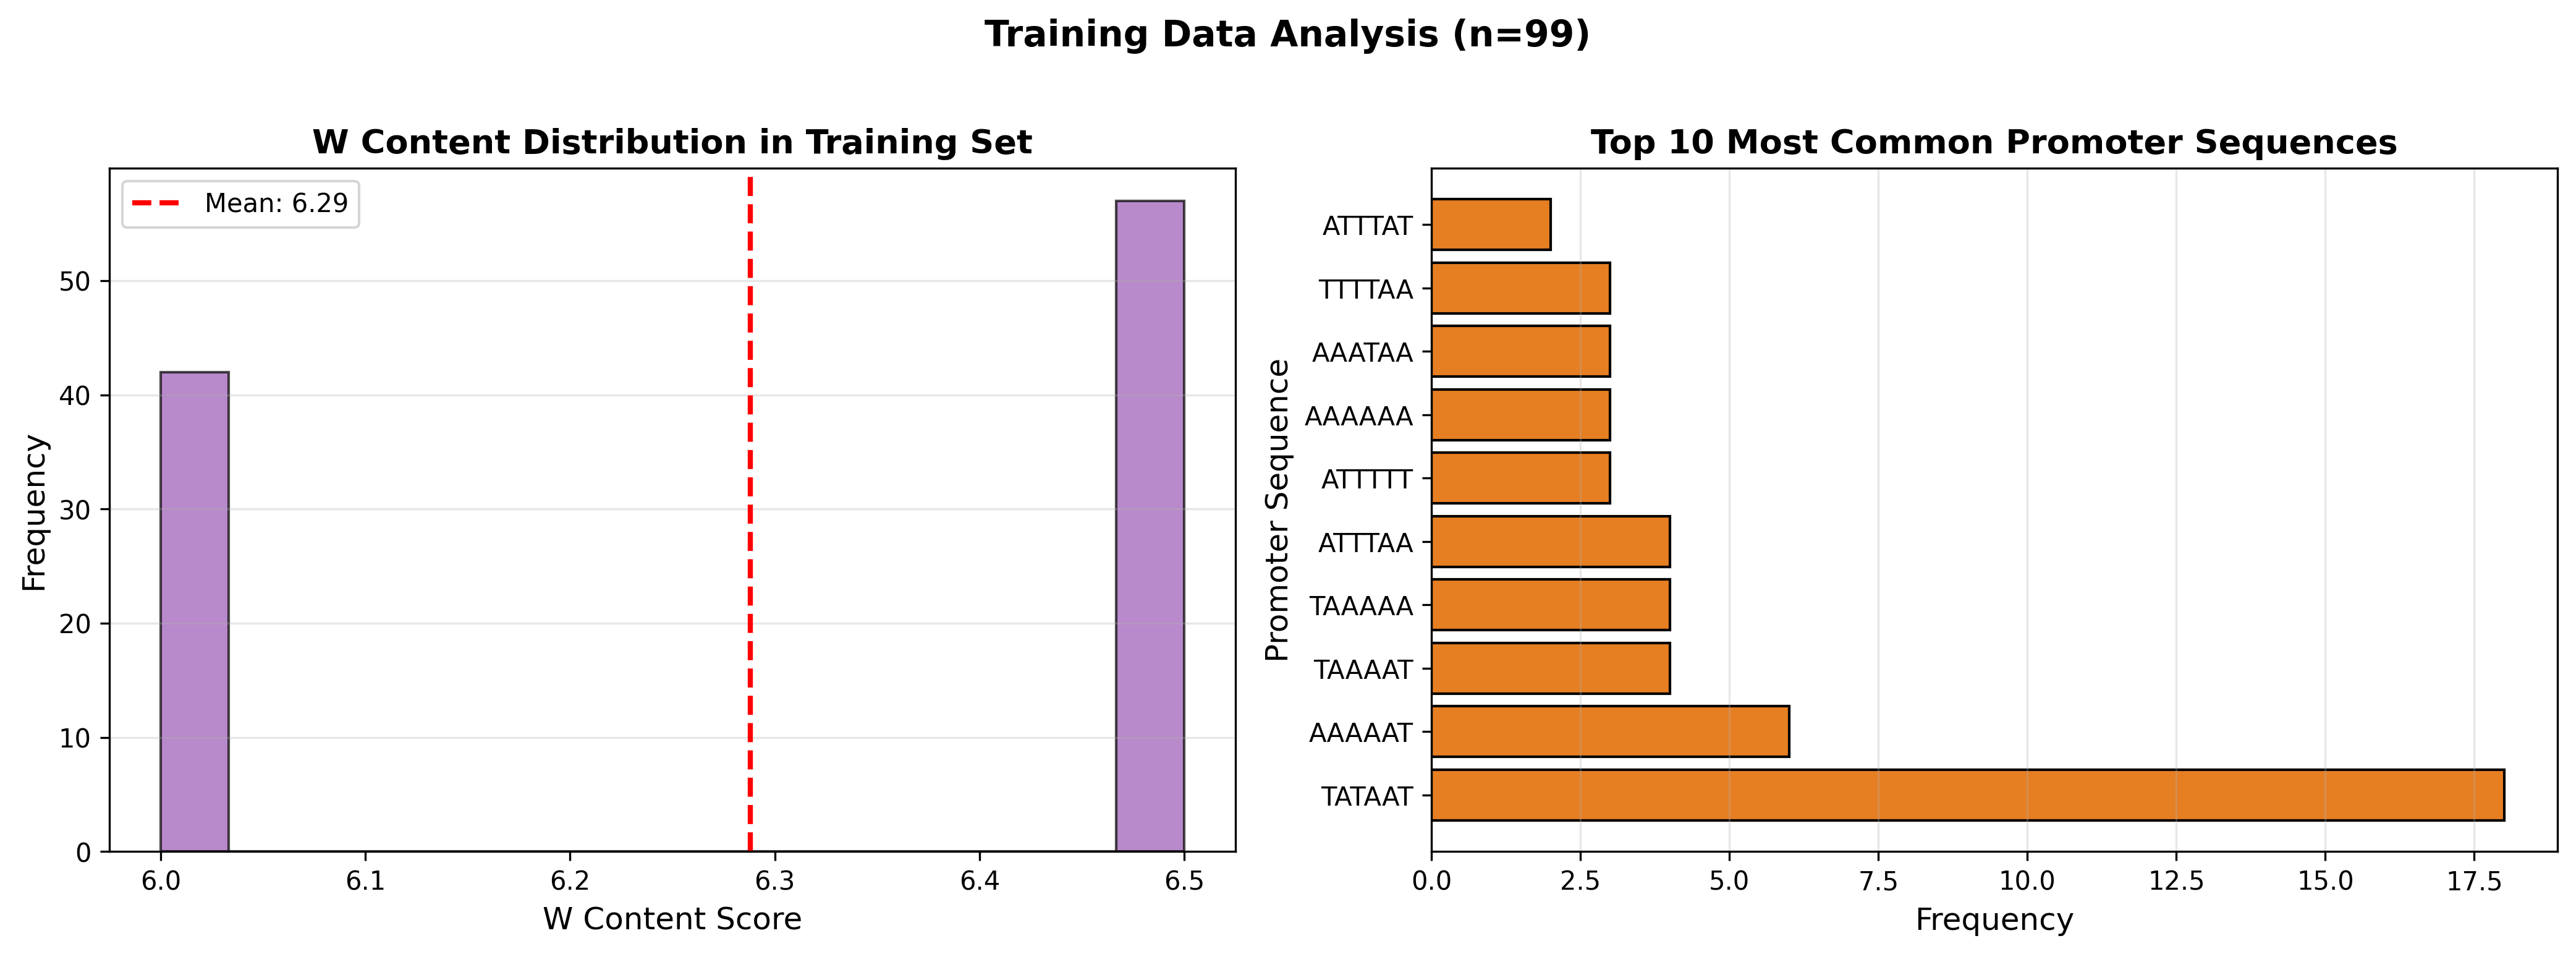 Training Data Analysis (n=99)
W Content Distribution in Training Set
Mean: 6.29
Frequency
50
40
30
20
10
0
6.0 6.1 6.2 6.3 6.4 6.5
W Content Score
Top 10 Most Common Promoter Sequences
Promoter Sequence
ATTTAT
TTTTAA
AAATAA
AAAAAA
ATTTTT
ATTTAA
TAAAAA
TAAAAT
AAAAAT
TATAAT
0.0 2.5 5.0 7.5 10.0 12.5 15.0 17.5
Frequency